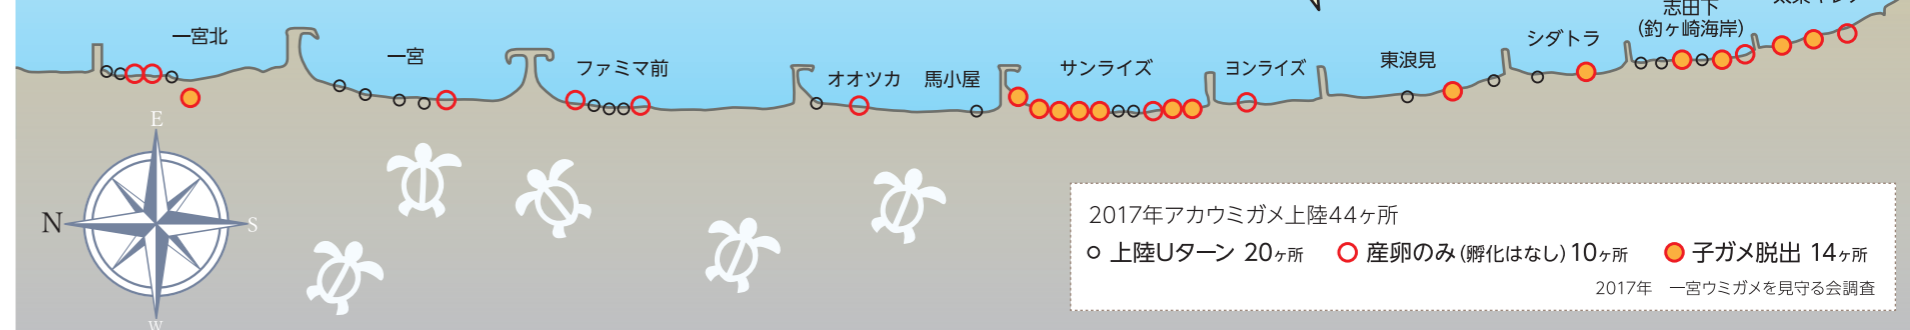 志田下
(釣ヶ崎海岸)
シダトラ
東浪見
一宮北
一宮
ファミマ前
オオツカ
馬小屋
サンライズ
ヨンライズ
E
N
S
W
2017年アカウミガメ上陸44ヶ所
上陸Uターン 20ヶ所
産卵のみ(孵化はなし)10ヶ所
子ガメ脱出 14ヶ所
2017年 一宮ウミガメを見守る会調査